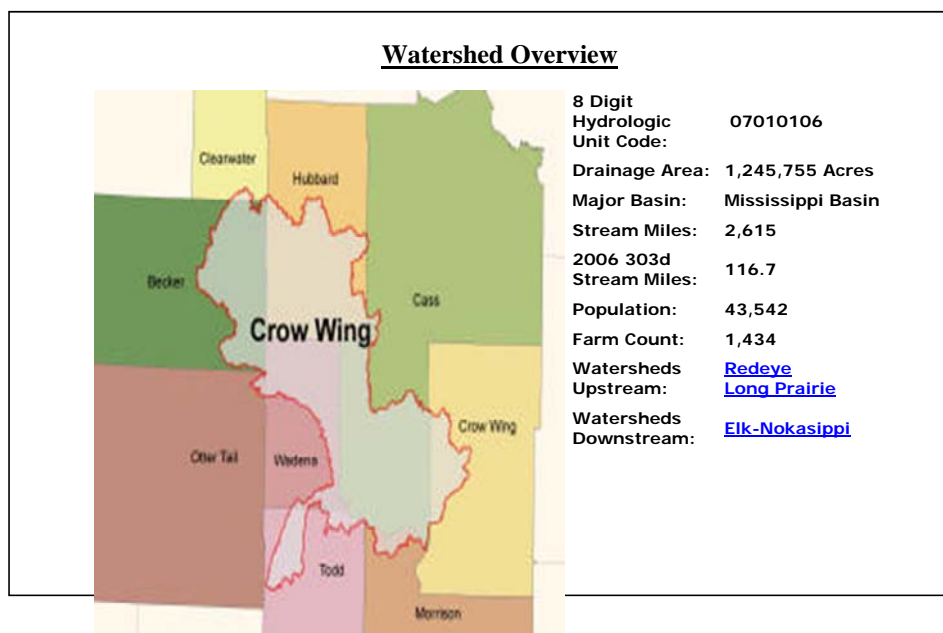 Watershed Overview
Clearwater
Hubbard
Becker
Cass
Crow Wing
Crow Wing
Otter Tail
Wadena
Todd
Morrison
8 Digit
Hydrologic 07010106
Unit Code:
Drainage Area: 1,245,755 Acres
Major Basin: Mississippi Basin
Stream Miles: 2,615
2006 303d
Stream Miles: 116.7
Population: 43,542
Farm Count: 1,434
Watersheds Redeye
Upstream: Long Prairie
Watersheds
Downstream: Elk-Nokasippi